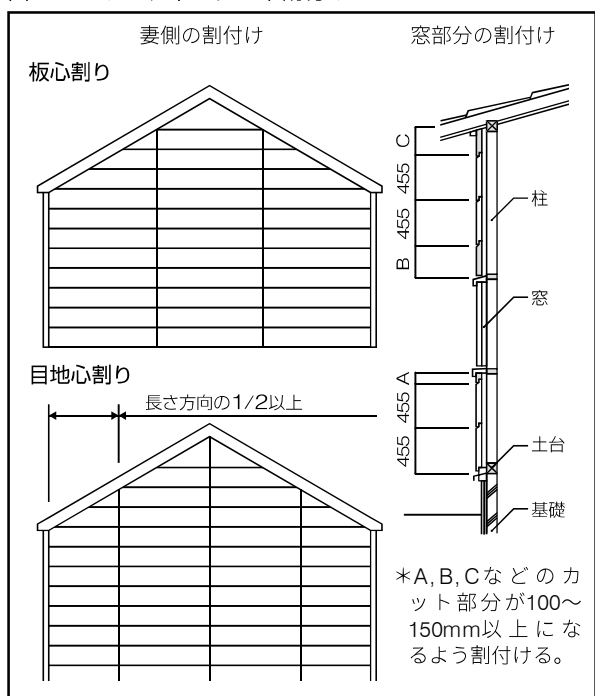 妻側の割付け
窓部分の割付け
板心割り
目地心割り
長さ方向の1/2以上
C
455
455
B
A
455
455
柱
窓
土台
基礎
*A,B,Cなどのカ
ット部分が100〜
150mm以上にな
るよう割付ける。